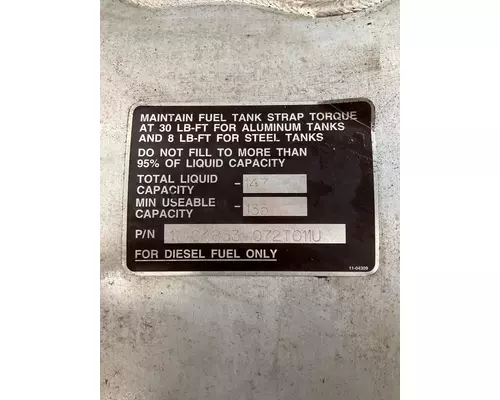 MAINTAIN FUEL TANK STRAP TORQUE
AT 30 LB-FT FOR ALUMINUM TANKS
AND 8 LB-FT FOR STEEL TANKS
DO NOT FILL TO MORE THAN
95% OF LIQUID CAPACITY
TOTAL LIQUID
CAPACITY -
MIN USEABLE
CAPACITY -
P/N
FOR DIESEL FUEL ONLY
11-04309